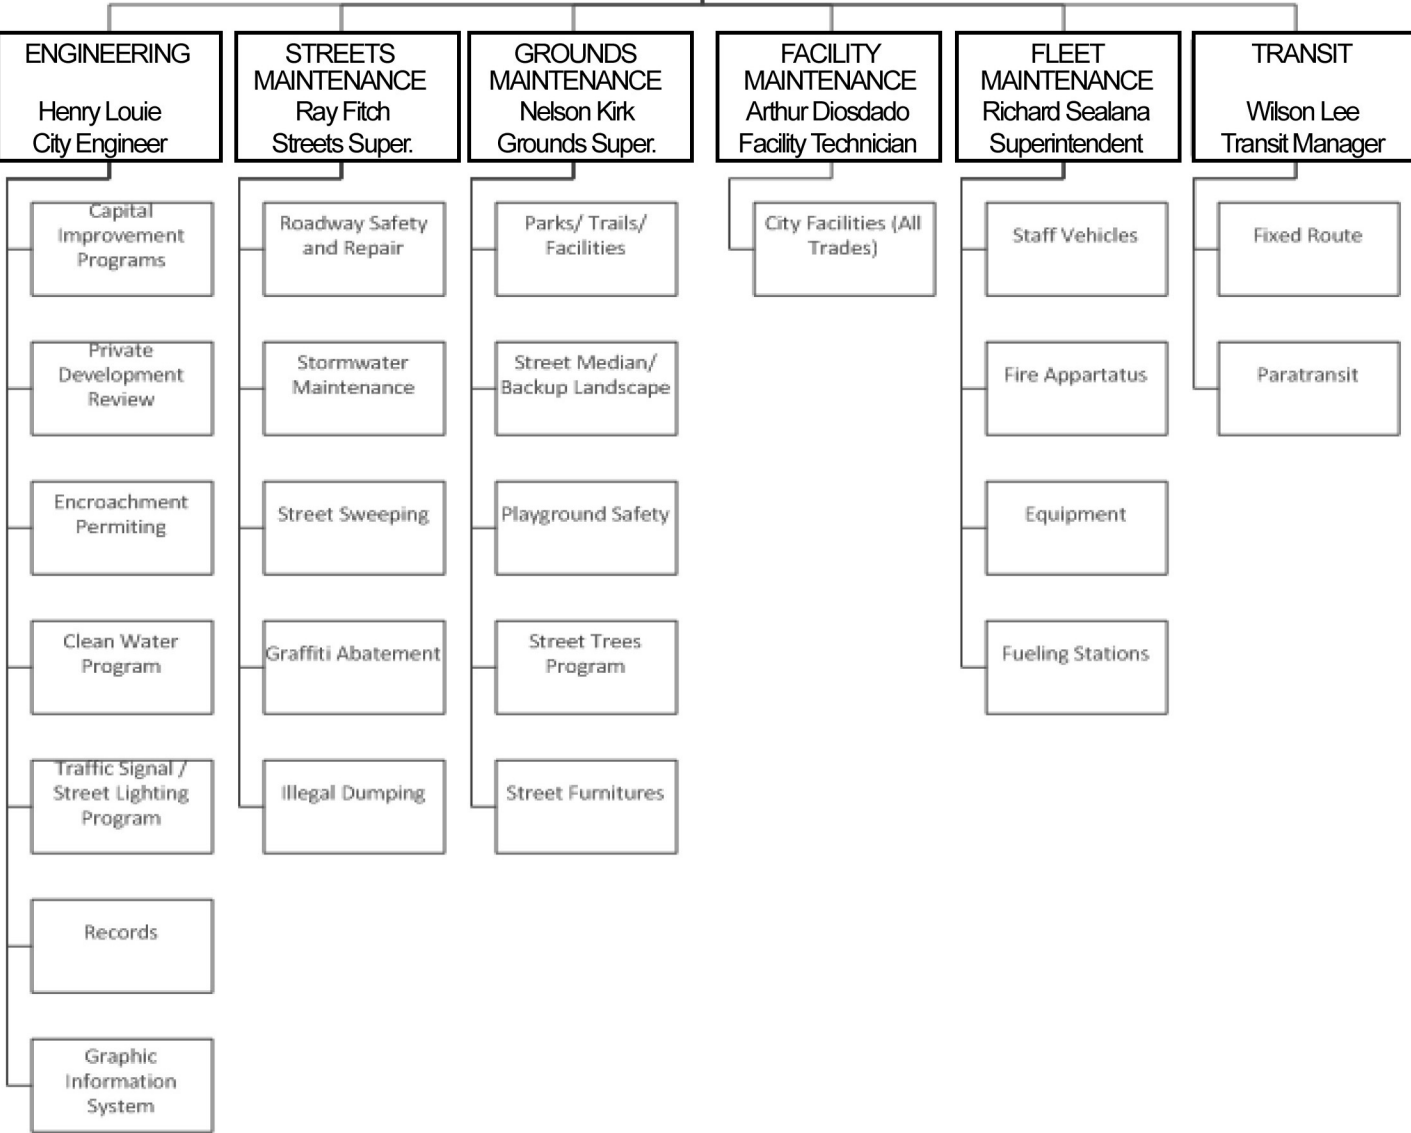 ENGINEERING
Henry Louie
City Engineer
Capital
Improvement
Programs
Private
Development
Review
Encroachment
Permiting
Clean Water
Program
Traffic Signal /
Street Lighting
Program
Records
Graphic
Information
System
STREETS
MAINTENANCE
Ray Fitch
Streets Super.
Roadway Safety
and Repair
Stormwater
Maintenance
Street Sweeping
Graffiti Abatement
Illegal Dumping
GROUNDS
MAINTENANCE
Nelson Kirk
Grounds Super.
Parks/ Trails/
Facilities
Street Median/
Backup Landscape
Playground Safety
Street Trees
Program
Street Furnitures
FACILITY
MAINTENANCE
Arthur Diosdado
Facility Technician
City Facilities (All
Trades)
FLEET
MAINTENANCE
Richard Sealana
Superintendent
Staff Vehicles
Fire Appartatus
Equipment
Fueling Stations
TRANSIT
Wilson Lee
Transit Manager
Fixed Route
Paratransit